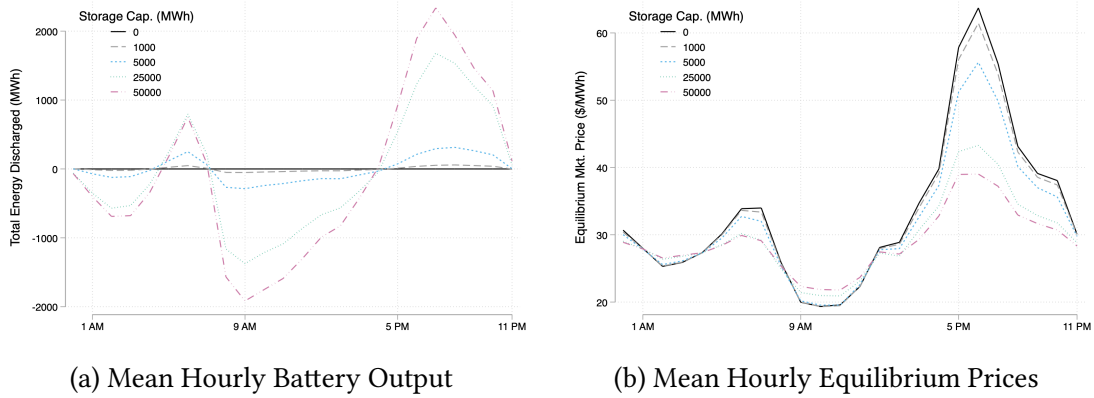 Storage Cap. (MWh)
0
1000
5000
25000
50000
Total Energy Discharged (MWh)
2000
1000
0
-1000
-2000
1 AM
9 AM
5 PM
11 PM
(a) Mean Hourly Battery Output
Storage Cap. (MWh)
0
1000
5000
25000
50000
Equilibrium Mkt. Price ($/MWh)
60
50
40
30
20
1 AM
9 AM
5 PM
11 PM
(b) Mean Hourly Equilibrium Prices